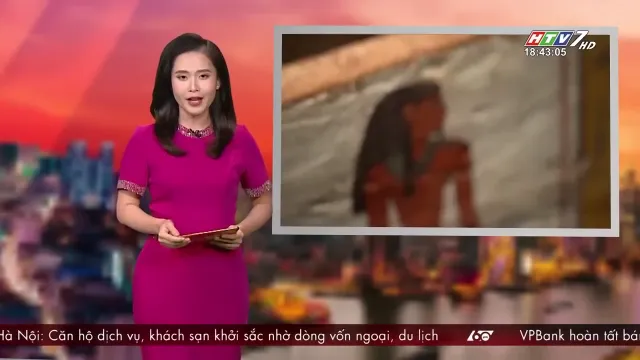 HTV7 HD
18:43:05
Hà Nội: Căn hộ dịch vụ, khách sạn khởi sắc nhờ dòng vốn ngoại, du lịch 60 VPBank hoàn tất bá